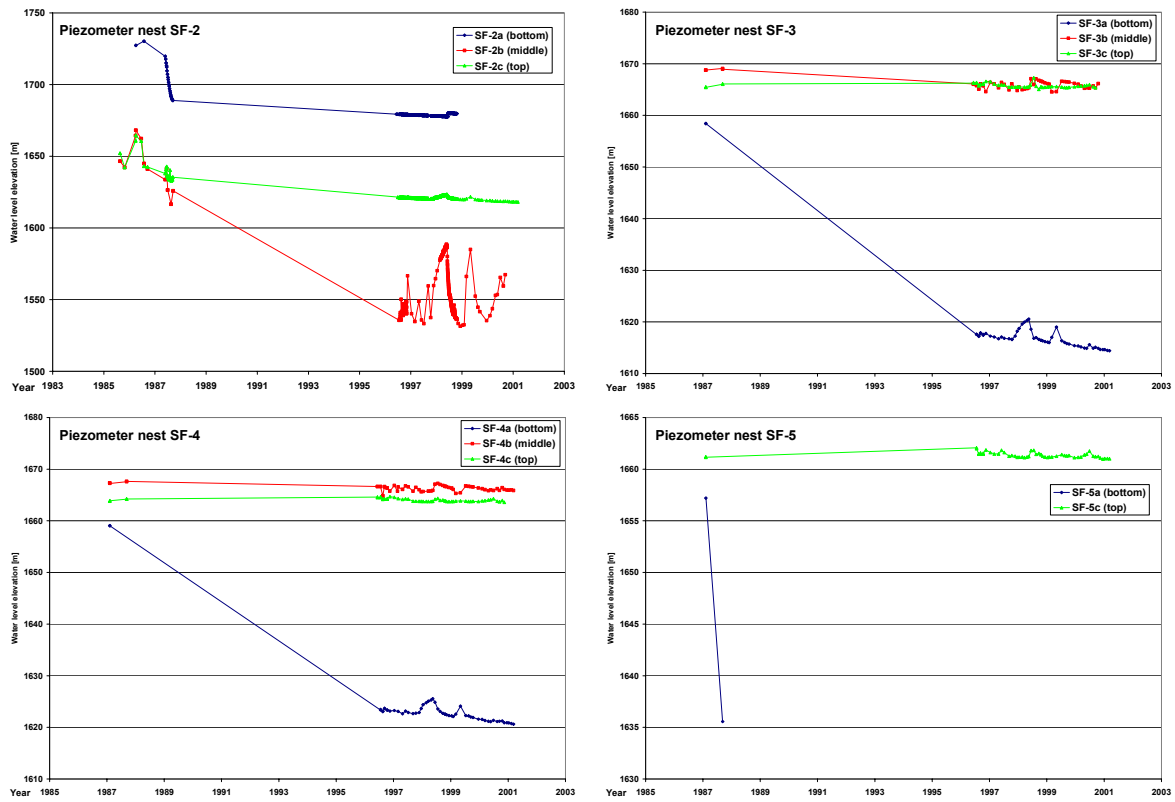 Piezometer nest SF-2
SF-2a (bottom)
SF-2b (middle)
SF-2c (top)
Water level elevation [m]
1750
1700
1650
1600
1550
1500
Year
1983 1985 1987 1989 1991 1993 1995 1997 1999 2001 2003
Piezometer nest SF-3
SF-3a (bottom)
SF-3b (middle)
SF-3c (top)
Water level elevation [m]
1680
1670
1660
1650
1640
1630
1620
1610
Year
1985 1987 1989 1991 1993 1995 1997 1999 2001 2003
Piezometer nest SF-4
SF-4a (bottom)
SF-4b (middle)
SF-4c (top)
Water level elevation [m]
1680
1670
1660
1650
1640
1630
1620
1610
Year
1985 1987 1989 1991 1993 1995 1997 1999 2001 2003
Piezometer nest SF-5
SF-5a (bottom)
SF-5c (top)
Water level elevation [m]
1665
1660
1655
1650
1645
1640
1635
1630
Year
1985 1987 1989 1991 1993 1995 1997 1999 2001 2003